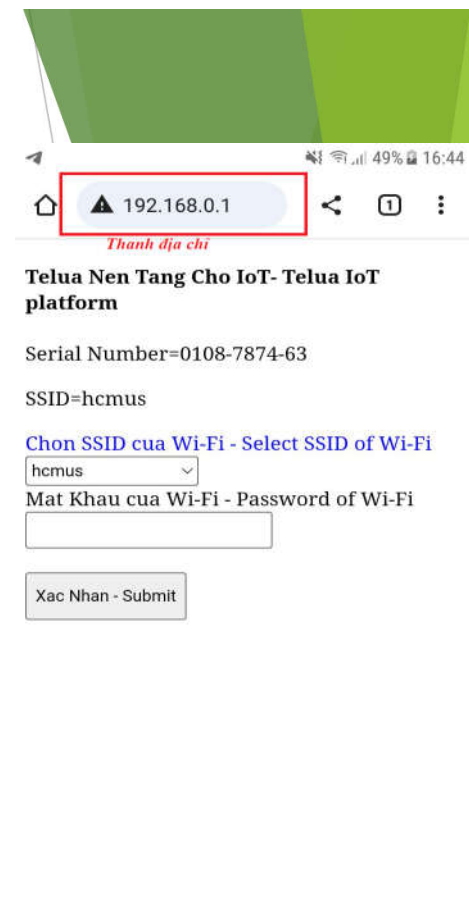 49% 16:44
192.168.0.1
1
Thanh địa chỉ
Telua Nen Tang Cho IoT- Telua IoT
platform
Serial Number=0108-7874-63
SSID=hcmus
Chon SSID cua Wi-Fi - Select SSID of Wi-Fi
hcmus
Mat Khau cua Wi-Fi - Password of Wi-Fi
Xac Nhan - Submit